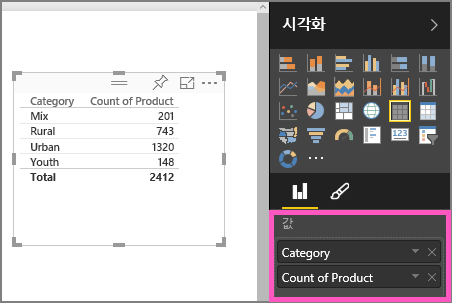 시각화
Category Count of Product
Mix 201
Rural 743
Urban 1320
Youth 148
Total 2412
123
값
Category
Count of Product